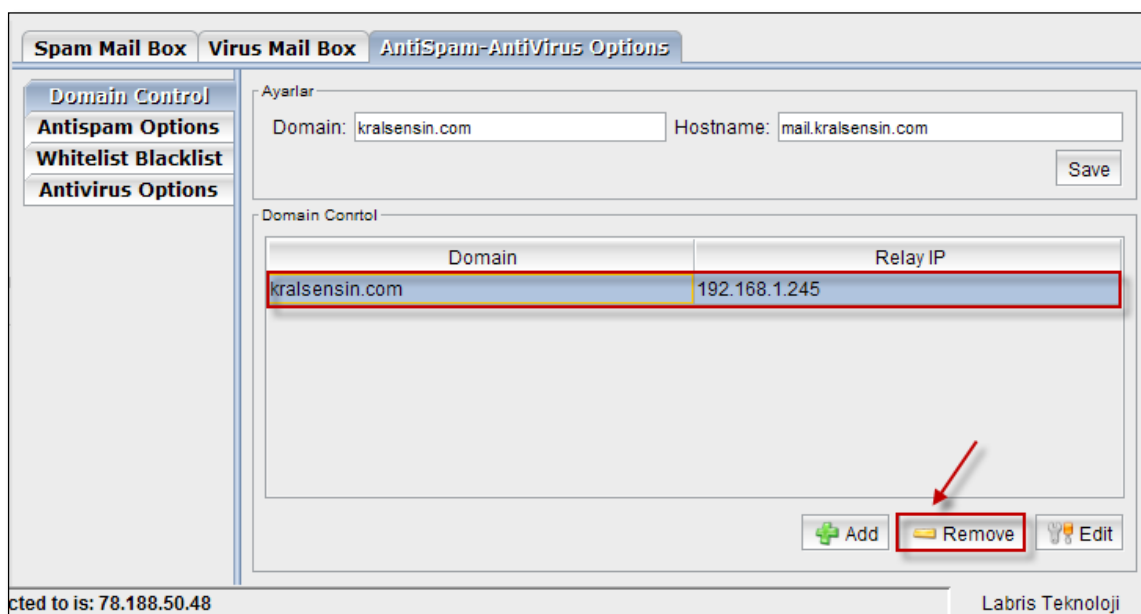 Spam Mail Box Virus Mail Box AntiSpam-AntiVirus Options
Domain Control
Antispam Options
Whitelist Blacklist
Antivirus Options
Ayarlar
Domain: kralsensin.com Hostname: mail.kralsensin.com
Save
Domain Conrtol
Domain Relay IP
kralsensin.com 192.168.1.245
Add Remove Edit
cted to is: 78.188.50.48 Labris Teknoloji